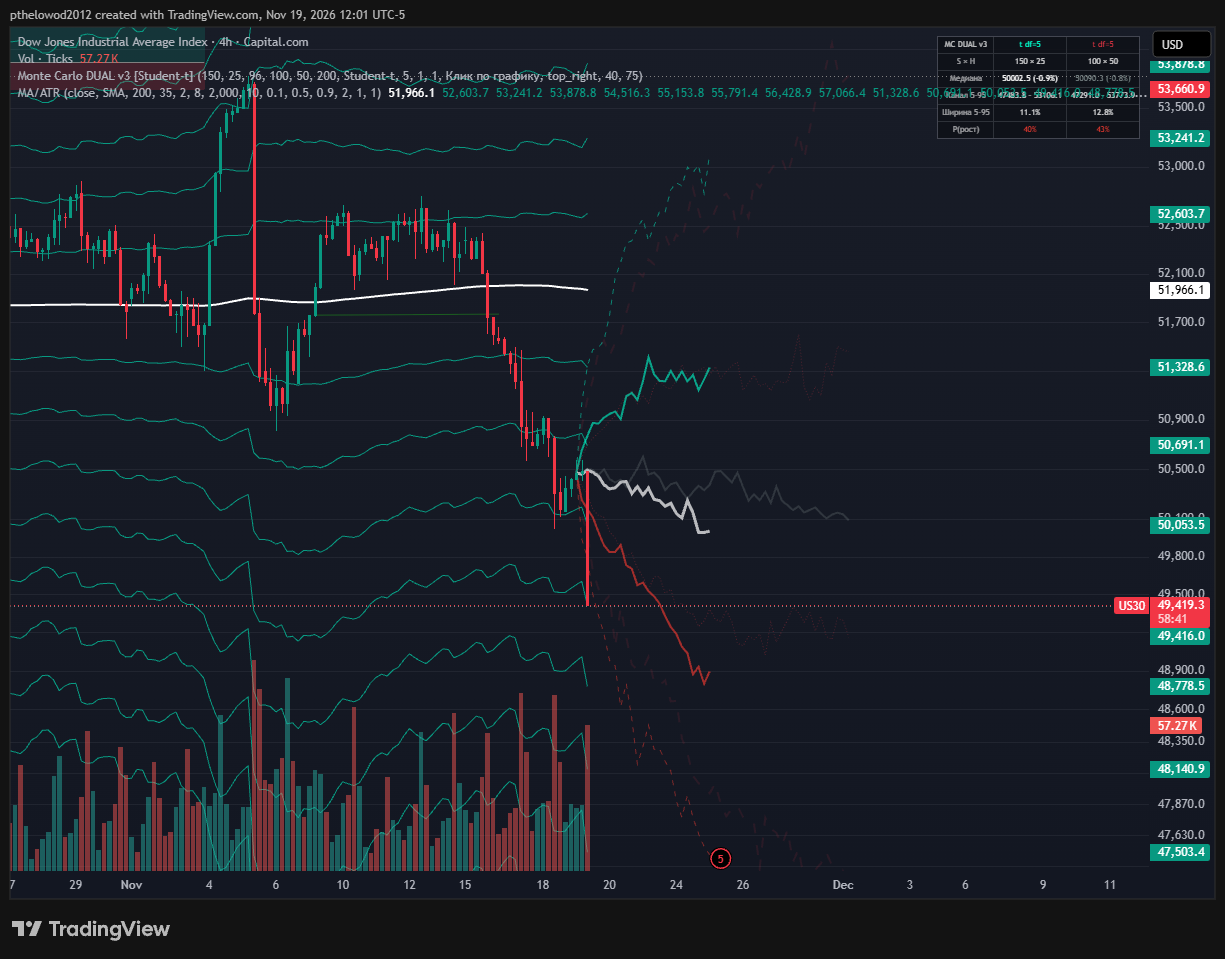 pthelowod2012 created with TradingView.com, Nov 19, 2026 12:01 UTC-5
Dow Jones Industrial Average Index · 4h · Capital.com
Vol · Ticks 57.27K
Monte Carlo DUAL v3 [Student-t] (150, 25, 96, 100, 50, 200, Student-t, 5, 1, 1, Клик по графику, top_right, 40, 75)
MA/ATR (close, SMA, 200, 35, 2, 8, 2,000, 10, 0.1, 0.5, 0.9, 2, 1, 1) 51,966.1 52,603.7 53,241.2 53,878.8 54,516.3 55,153.8 55,791.4 56,428.9 57,066.4 51,328.6
MC DUAL v3 t df=5 t df=5
S × H 150 × 25 100 × 50
Медиана 50002.5 (-0.9%) 50090.3 (-0.8%)
Ширина 5-95 11.1% 12.8%
P(рост) 40% 43%
USD
53,878.8
53,660.9
53,500.0
53,241.2
53,000.0
52,603.7
52,500.0
52,100.0
51,966.1
51,700.0
51,328.6
50,900.0
50,691.1
50,500.0
50,100.0
50,053.5
49,800.0
49,500.0
US30 49,419.3
58:41
49,416.0
48,900.0
48,778.5
48,600.0
57.27K
48,350.0
48,140.9
47,870.0
47,630.0
47,503.4
5
7 29 Nov 4 6 10 12 15 18 20 24 26 Dec 3 6 9 11
TradingView